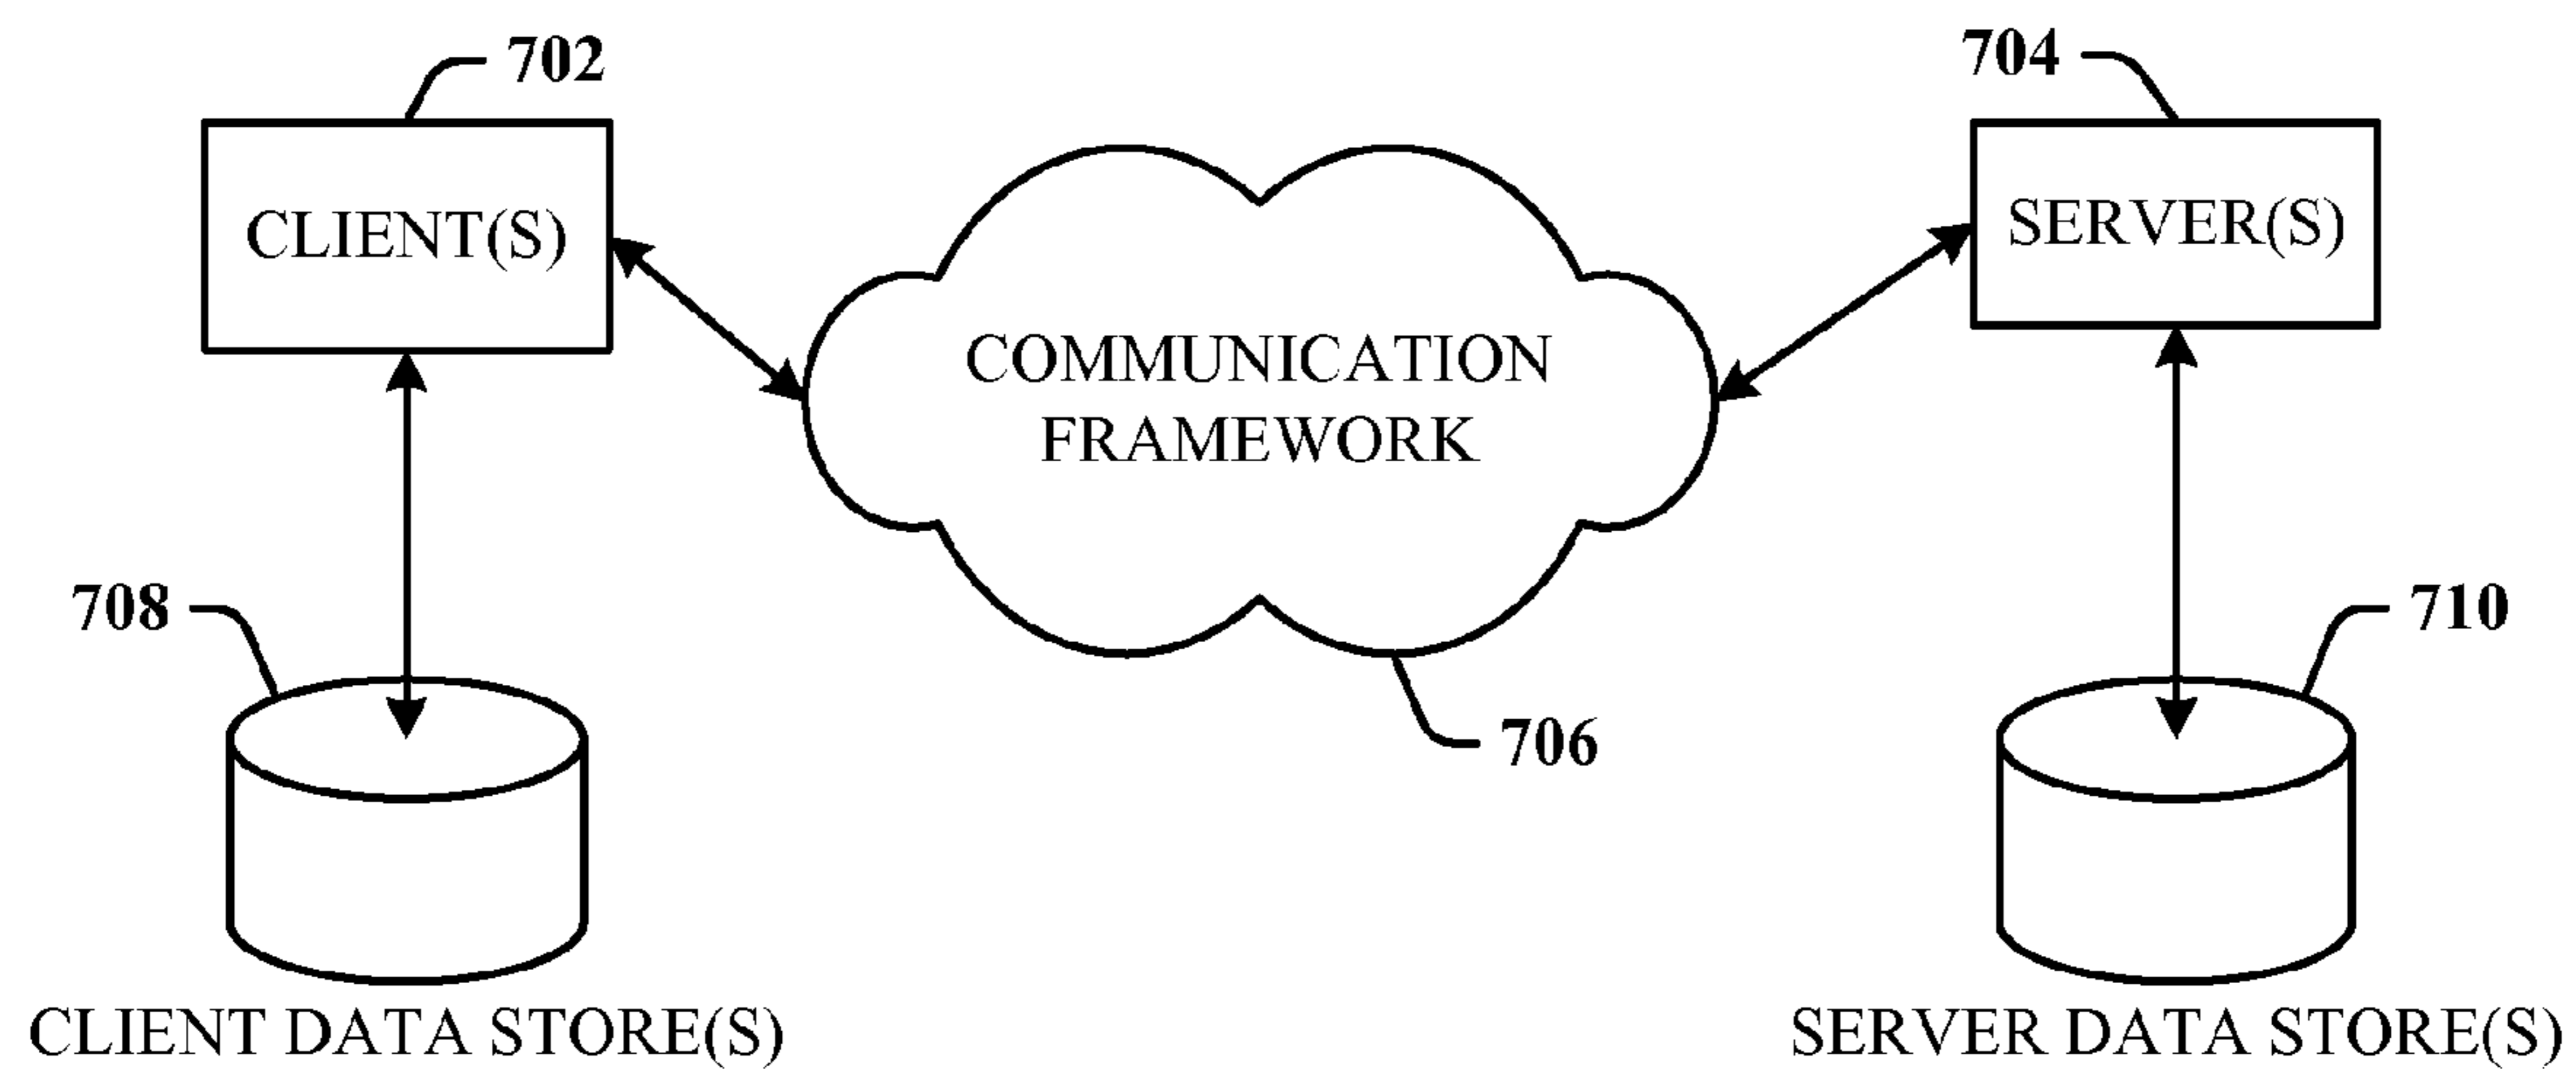 702
704
CLIENT(S)
SERVER(S)
COMMUNICATION
FRAMEWORK
708
710
706
CLIENT DATA STORE(S)
SERVER DATA STORE(S)